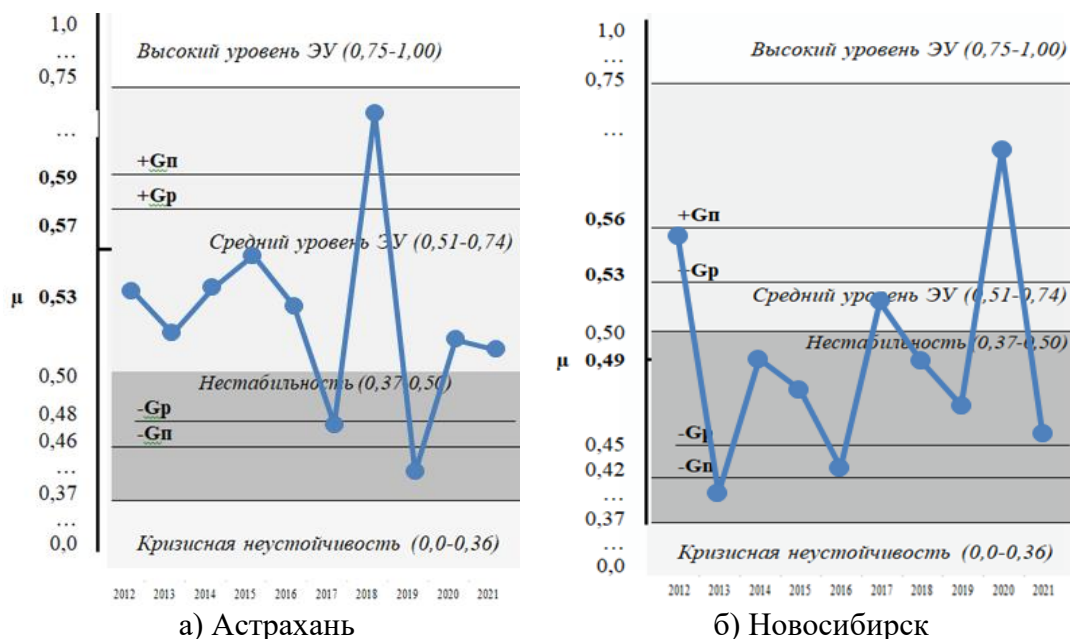 1,0
Высокий уровень ЭУ (0,75-1,00)
…
0,75
…
+Gп
0,59
+Gр
0,57
Средний уровень ЭУ (0,51-0,74)
μ 0,53
0,50
Нестабильность (0,37-0,50)
-Gр
0,48
-Gп
0,46
…
0,37
…
0,0
Кризисная неустойчивость (0,0-0,36)
2012 2013 2014 2015 2016 2017 2018 2019 2020 2021
а) Астрахань
1,0
Высокий уровень ЭУ (0,75-1,00)
…
0,75
…
+Gп
0,56
+Gр
0,53
Средний уровень ЭУ (0,51-0,74)
0,50
Нестабильность (0,37-0,50)
μ 0,49
-Gр
0,45
-Gп
0,42
…
0,37
…
Кризисная неустойчивость (0,0-0,36)
0,0
2012 2013 2014 2015 2016 2017 2018 2019 2020 2021
б) Новосибирск